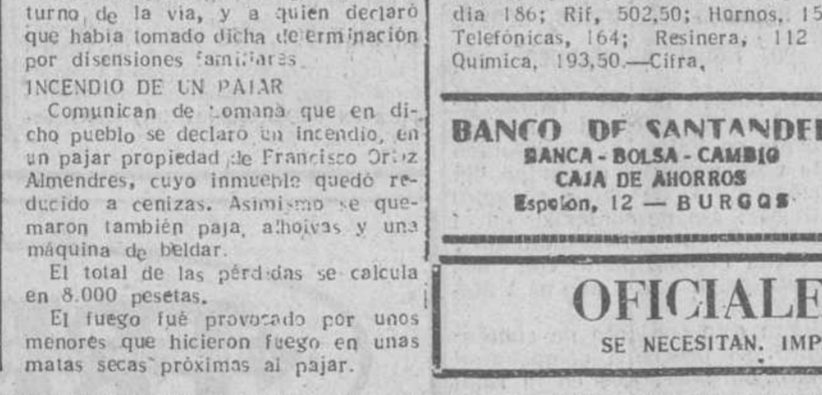 turno de la via, y a quien declaró
que habia tomado dicha determinación
por disensiones familiares
INCENDIO DE UN PAJAR
Comunican de Lomana que en di-
cho pueblo se declaró un incendio, en
un pajar propiedad de Francisco Ortiz
Almendres, cuyo inmueble quedó re-
ducido a cenizas. Asimismo se que-
maron también paja, alholvas y una
máquina de beldar.
El total de las pérdidas se calcula
en 8.000 pesetas.
El fuego fué provocado por unos
menores que hicieron fuego en unas
matas secas próximas al pajar.
dia 186; Rif, 502,50; Hornos, 15
Telefónicas, 164; Resinera, 112
Química, 193,50.—Cifra,
BANCO DE SANTANDE
BANCA - BOLSA - CAMBIO
CAJA DE AHORROS
Espolón, 12 — BURGOS
OFICIALE
SE NECESITAN. IMP